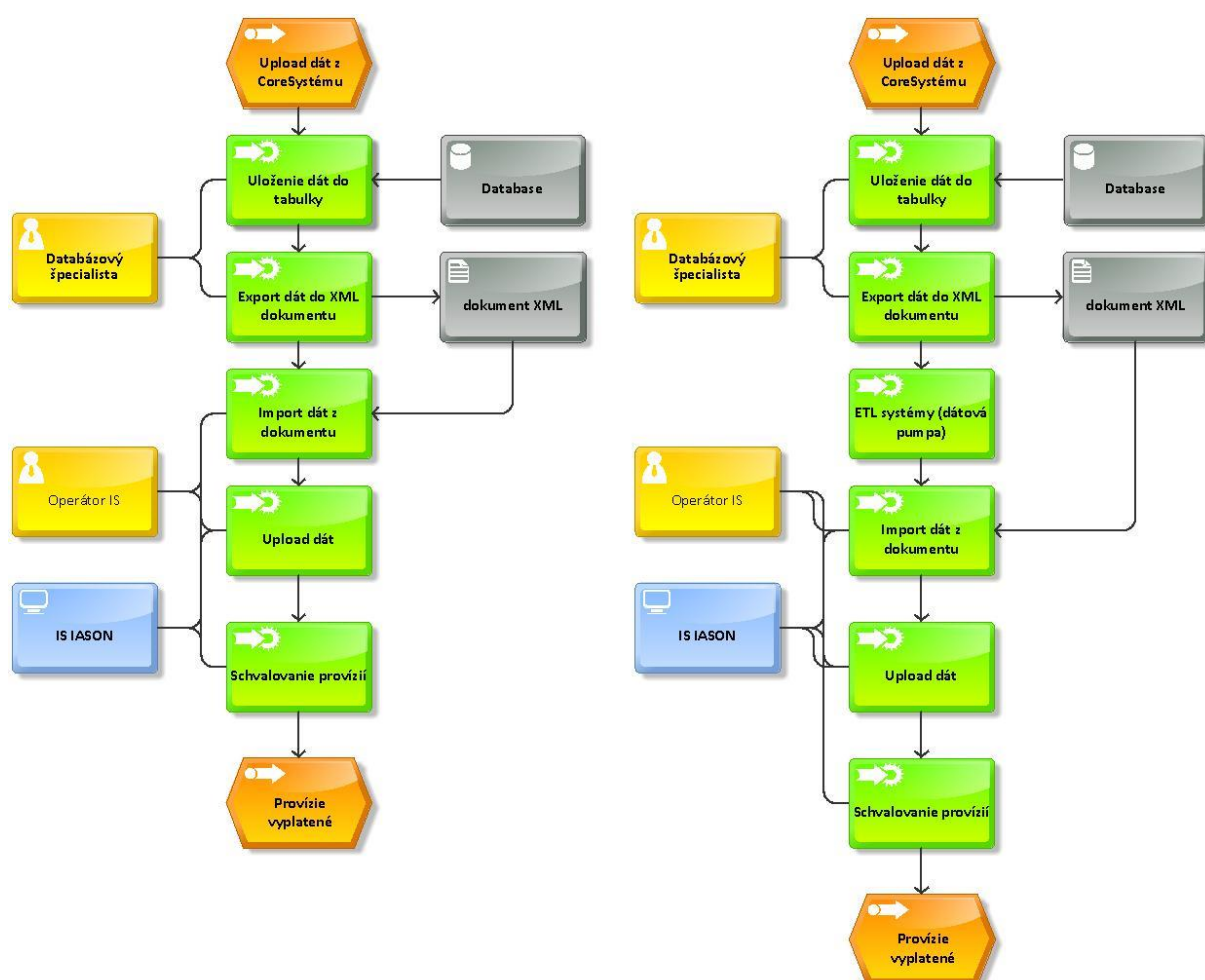 Upload dát z
CoreSystému
Uloženie dát do
tabulky
Database
Databázový
špecialista
Export dát do XML
dokumentu
dokument XML
Import dát z
dokumentu
Operátor IS
Upload dát
IS IASON
Schvalovanie provízií
Provízie
vyplatené
Upload dát z
CoreSystému
Uloženie dát do
tabulky
Database
Databázový
špecialista
Export dát do XML
dokumentu
dokument XML
ETL systémy (dátová
pumpa)
Operátor IS
Import dát z
dokumentu
IS IASON
Upload dát
Schvalovanie provízií
Provízie
vyplatené